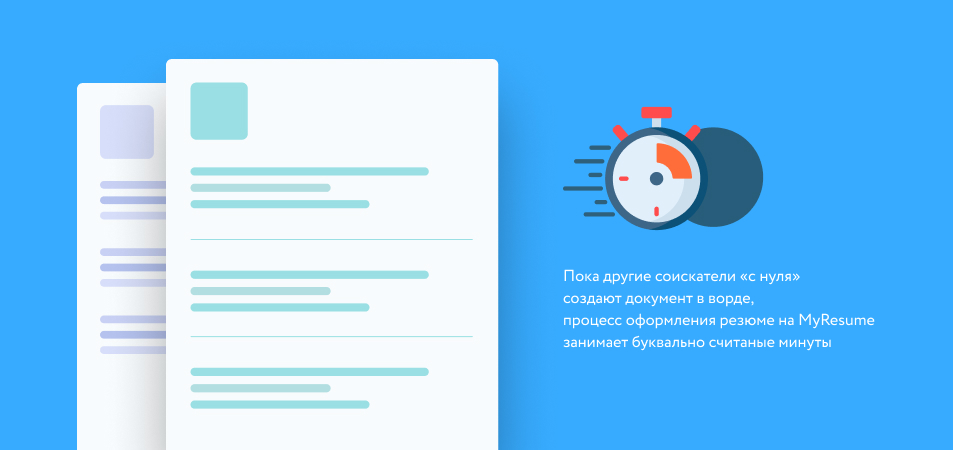 Пока другие соискатели «с нуля»
создают документ в ворде,
процесс оформления резюме на MyResume
занимает буквально считаные минуты